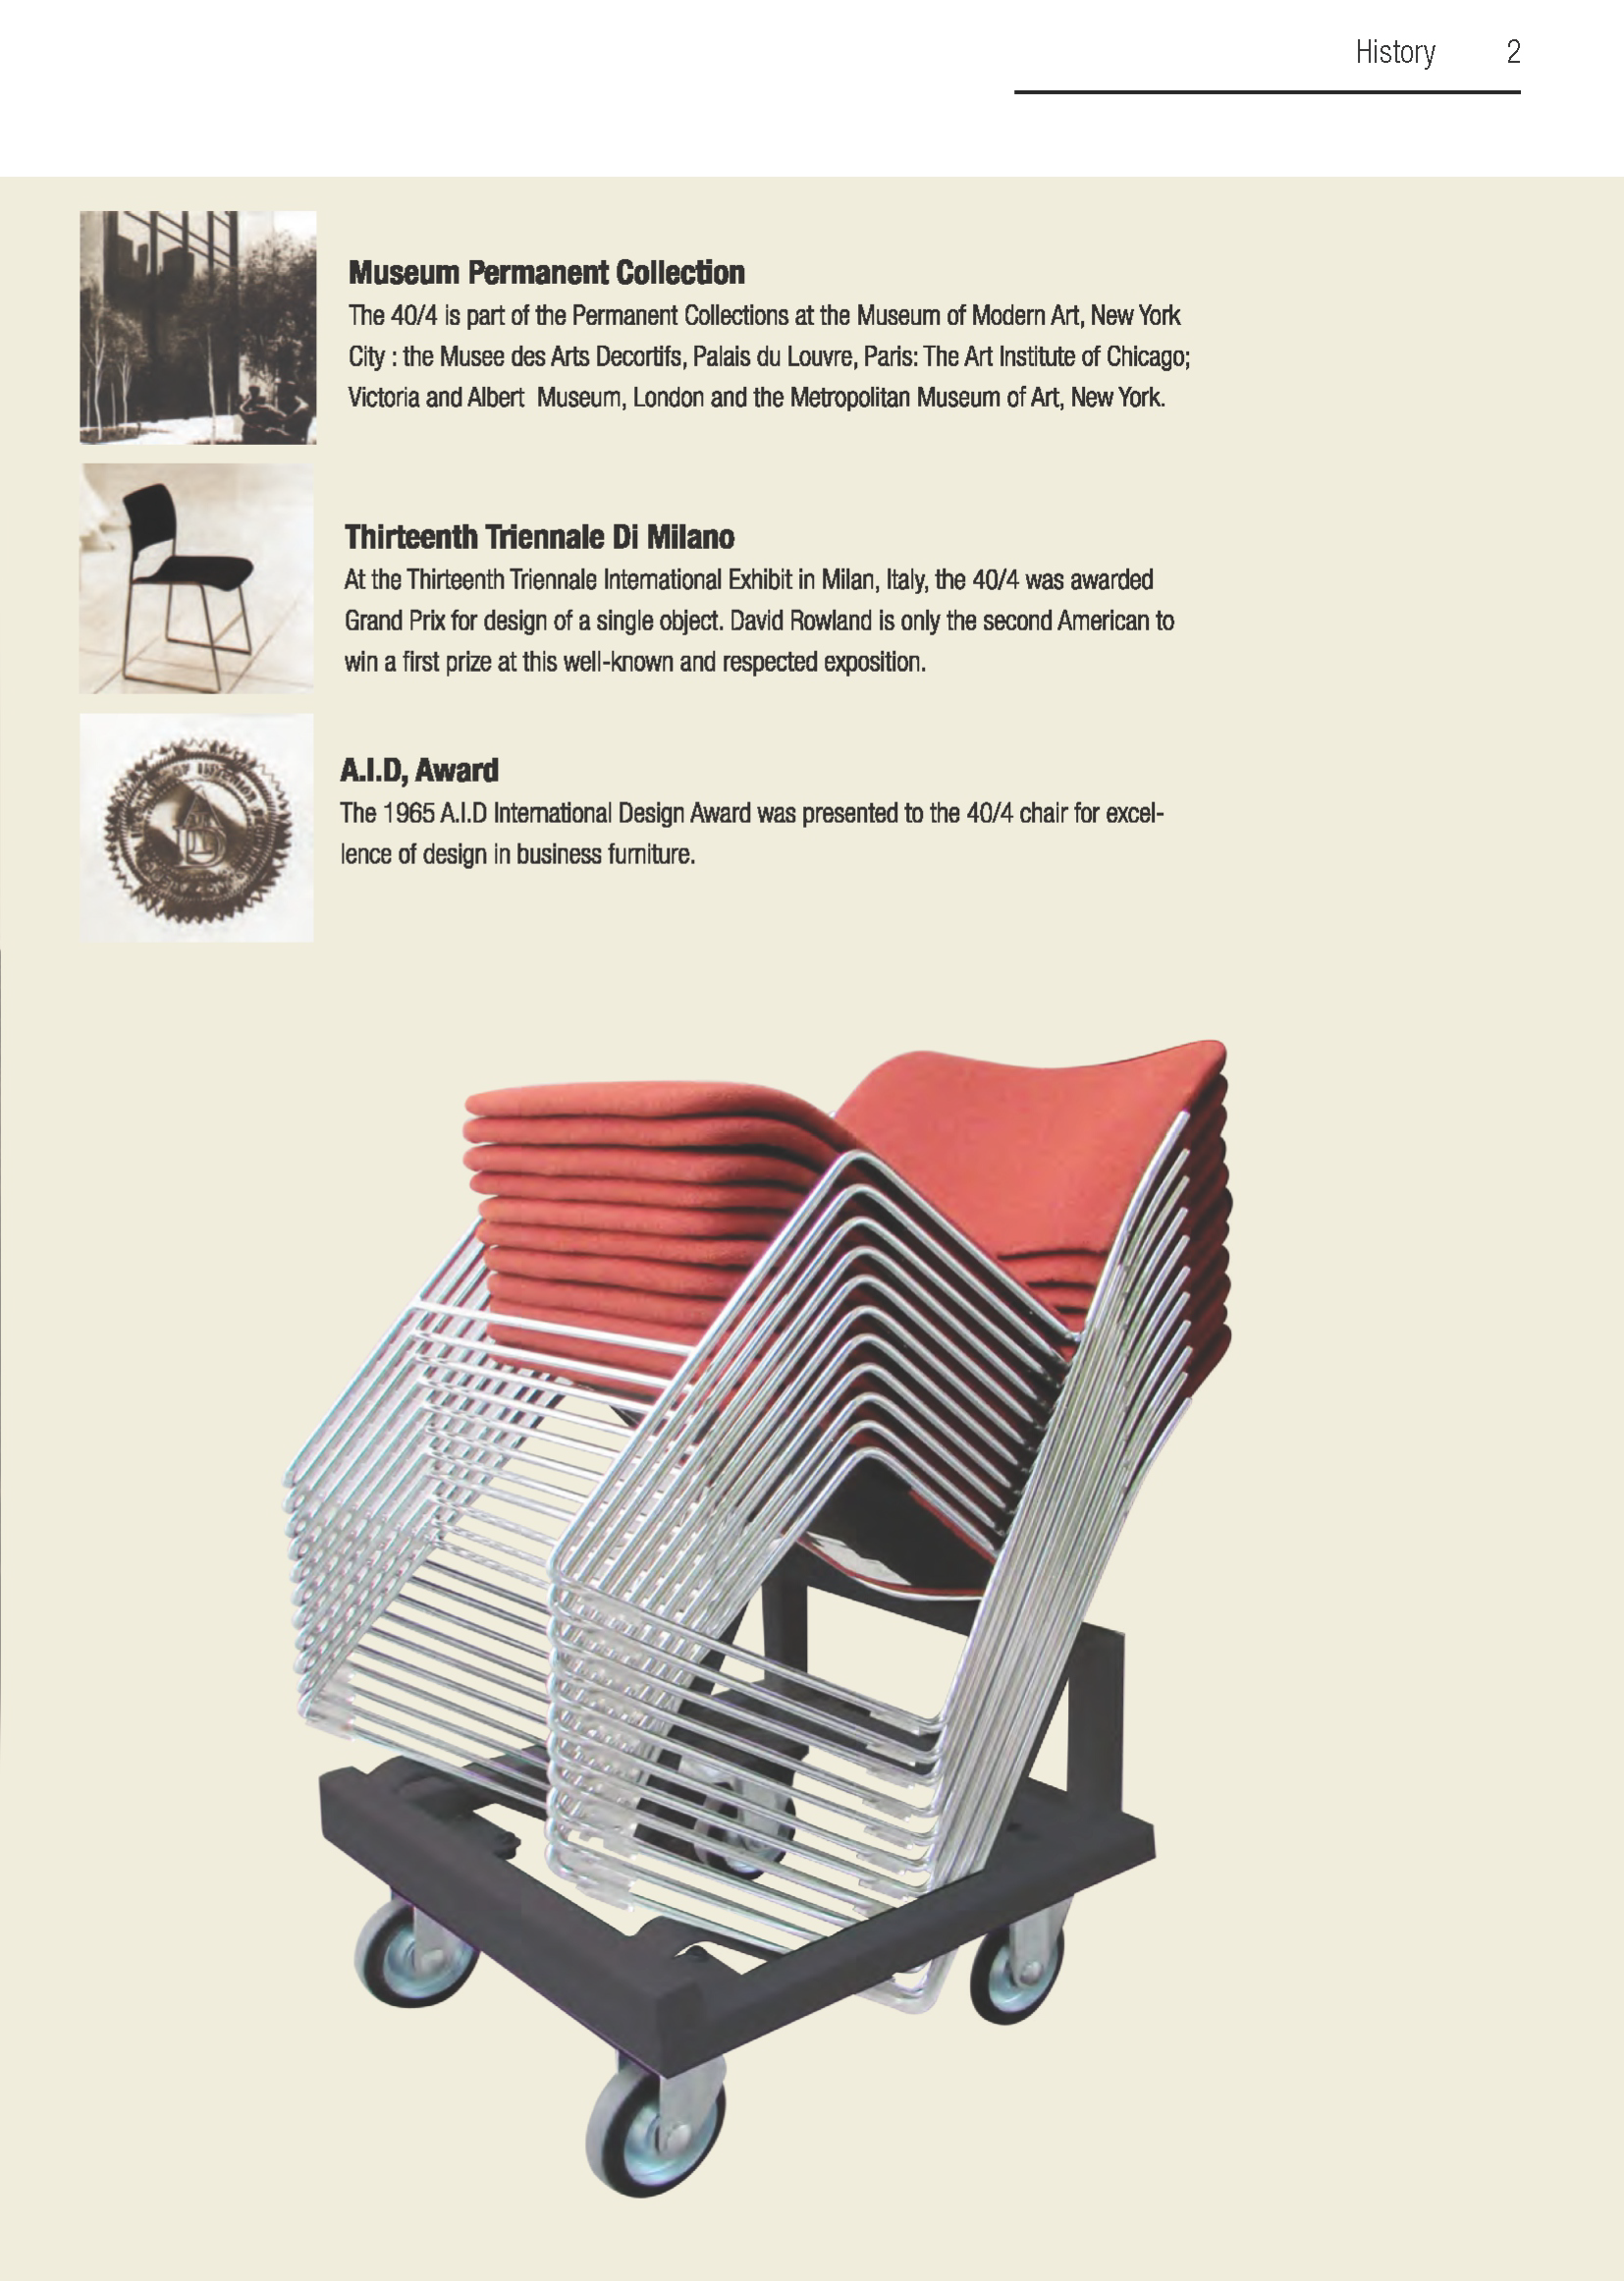 History 2
Museum Permanent Collection
The 40/4 is part of the Permanent Collections at the Museum of Modern Art, New York
City : the Musee des Arts Decortifs, Palais du Louvre, Paris: The Art Institute of Chicago;
Victoria and Albert  Museum, London and the Metropolitan Museum of Art, New York.
Thirteenth Triennale Di Milano
At the Thirteenth Triennale International Exhibit in Milan, Italy, the 40/4 was awarded
Grand Prix for design of a single object. David Rowland is only the second American to
win a first prize at this well-known and respected exposition.
A.I.D, Award
The 1965 A.I.D International Design Award was presented to the 40/4 chair for excel-
lence of design in business furniture.